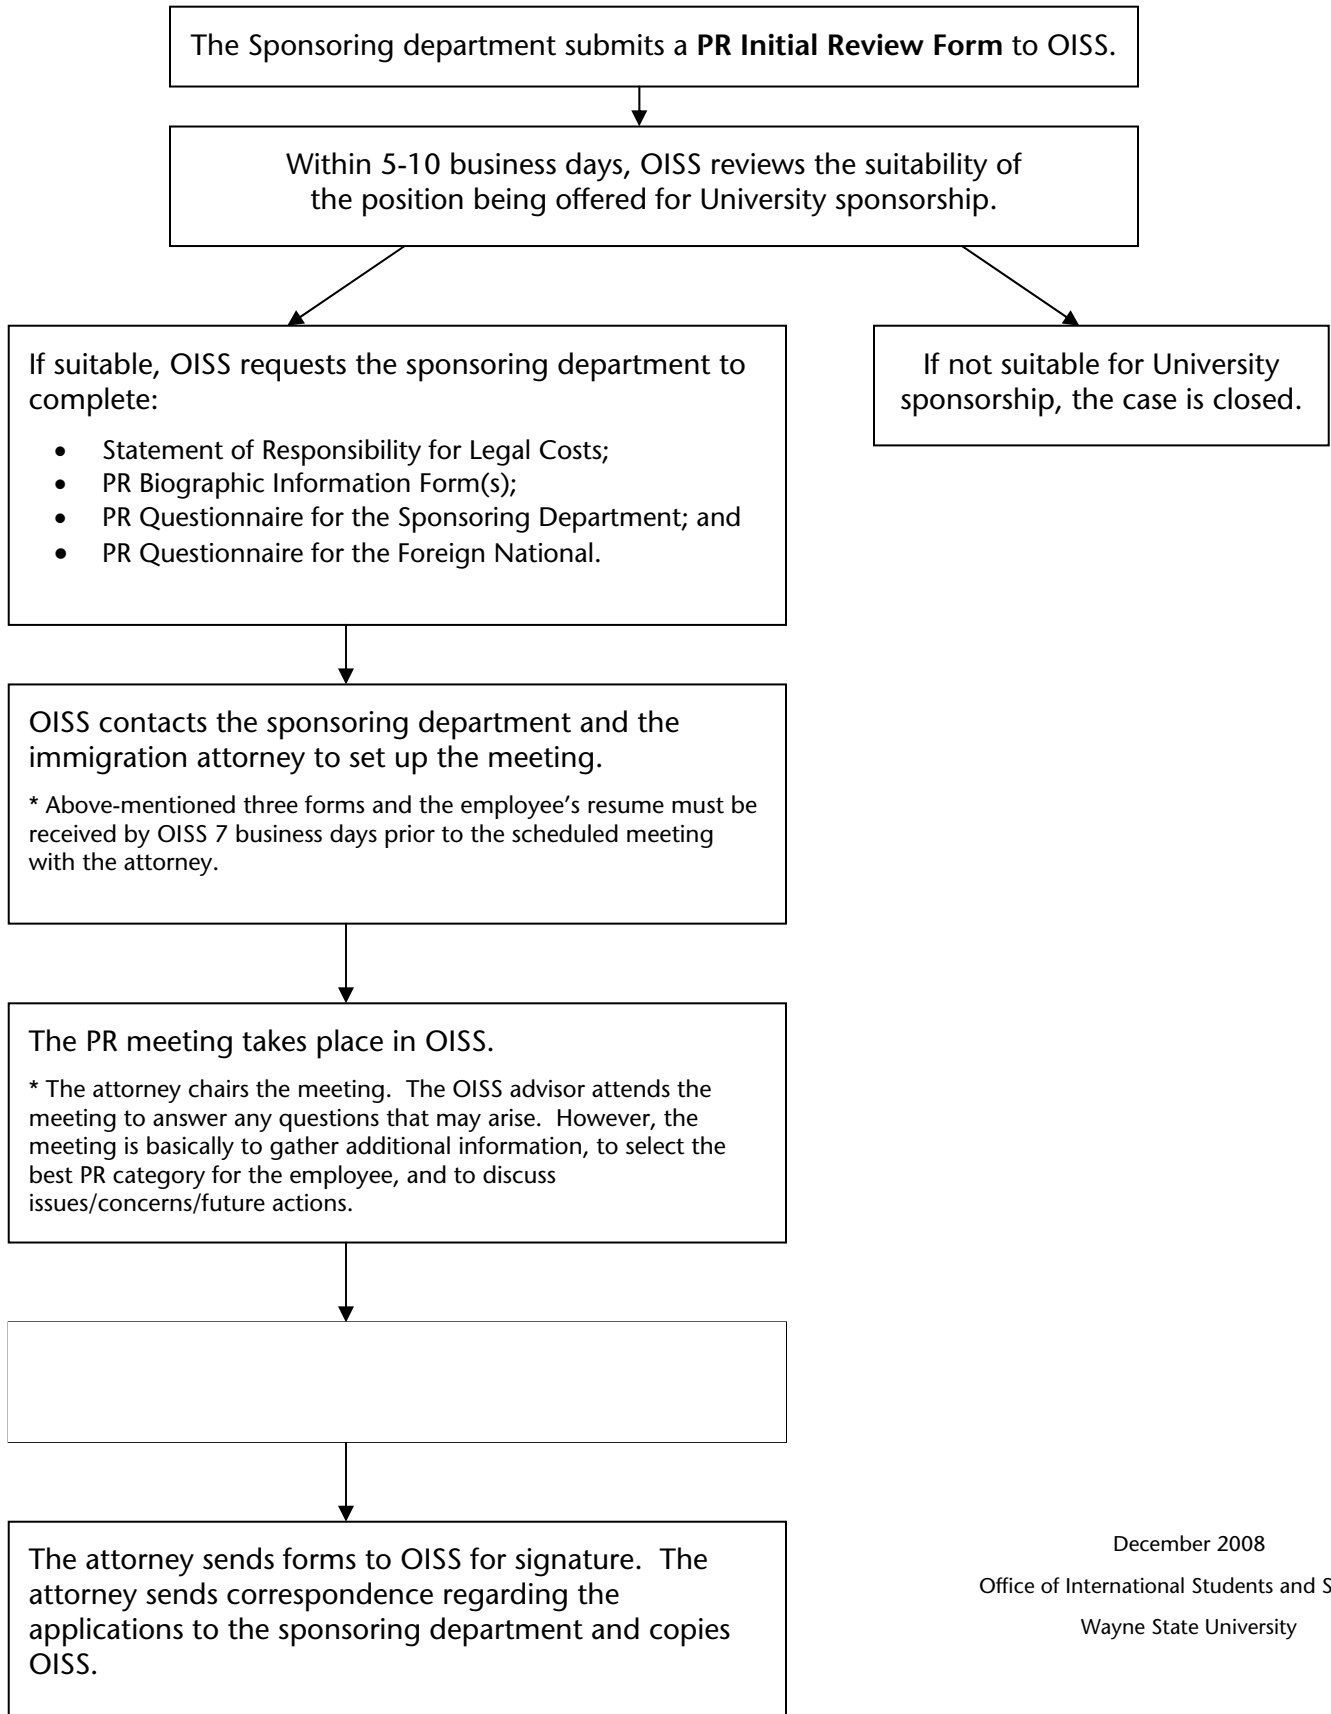 The Sponsoring department submits a PR Initial Review Form to OISS.
Within 5-10 business days, OISS reviews the suitability of
the position being offered for University sponsorship.
If suitable, OISS requests the sponsoring department to
complete:
• Statement of Responsibility for Legal Costs;
• PR Biographic Information Form(s);
• PR Questionnaire for the Sponsoring Department; and
• PR Questionnaire for the Foreign National.
If not suitable for University
sponsorship, the case is closed.
OISS contacts the sponsoring department and the
immigration attorney to set up the meeting.
* Above-mentioned three forms and the employee’s resume must be
received by OISS 7 business days prior to the scheduled meeting
with the attorney.
The PR meeting takes place in OISS.
* The attorney chairs the meeting.  The OISS advisor attends the
meeting to answer any questions that may arise.  However, the
meeting is basically to gather additional information, to select the
best PR category for the employee, and to discuss
issues/concerns/future actions.
The attorney sends forms to OISS for signature.  The
attorney sends correspondence regarding the
applications to the sponsoring department and copies
OISS.
December 2008
Office of International Students and
Wayne State University